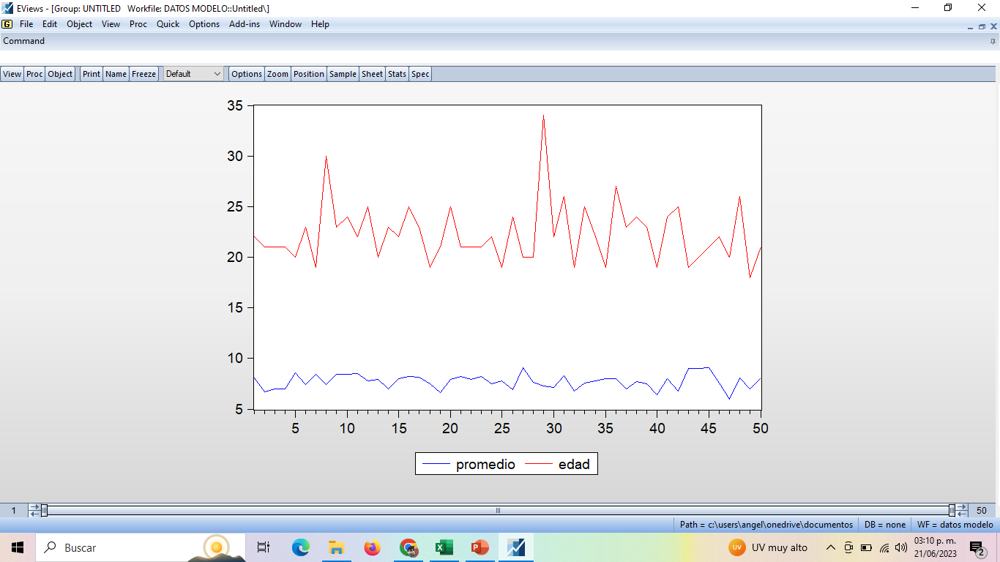 EViews - [Group: UNTITLED   Workfile: DATOS MODELO::Untitled\]
G File Edit Object View Proc Quick Options Add-ins Window Help
Command
View Proc Object Print Name Freeze Default Options Zoom Position Sample Sheet Stats Spec
35
30
25
20
15
10
5
5 10 15 20 25 30 35 40 45 50
promedio edad
1 50
Path = c:\users\angel\onedrive\documentos DB = none WF = datos modelo
Buscar UV UV muy alto 03:10 p. m.
21/06/2023 2